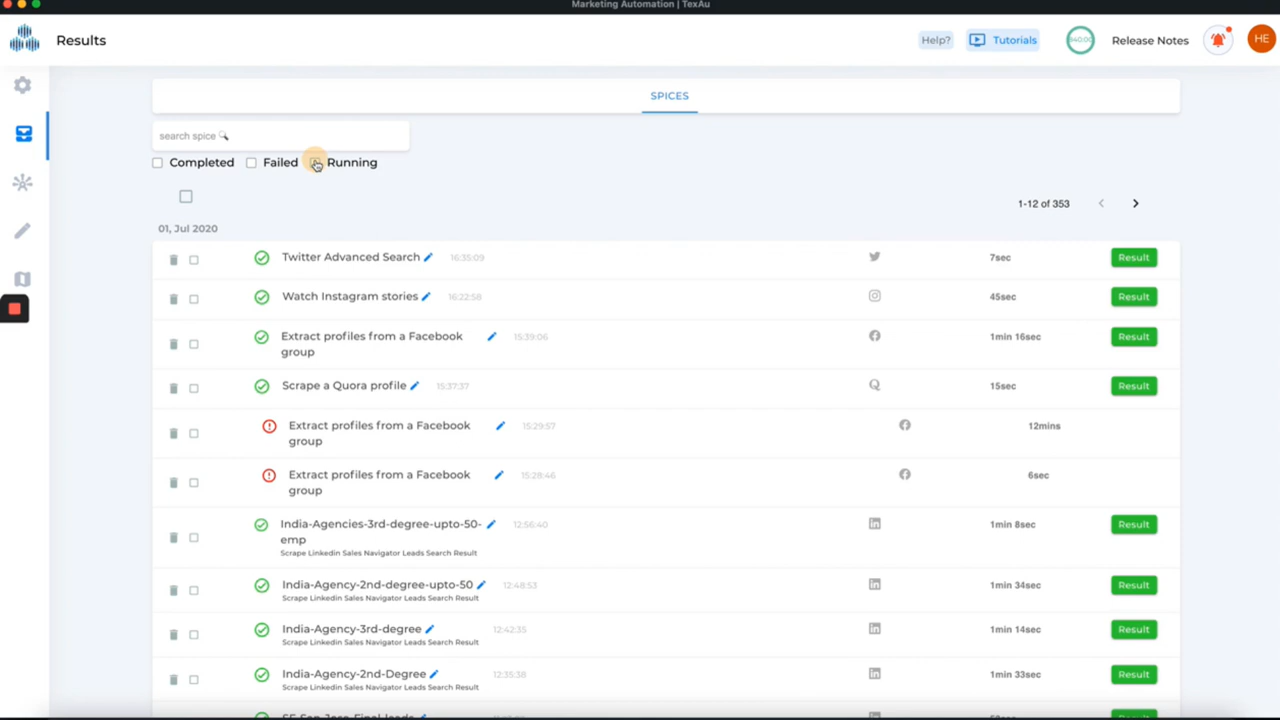 Marketing Automation | TexAu
Results
Help?
Tutorials
Release Notes
HE
SPICES
search spice
Completed
Failed
Running
1-12 of 353
01, Jul 2020
Twitter Advanced Search 16:35:09 7sec Result
Watch Instagram stories 16:22:58 45sec Result
Extract profiles from a Facebook 15:39:06 1min 16sec Result
group
Scrape a Quora profile 15:37:37 15sec Result
Extract profiles from a Facebook 15:29:57 12mins
group
Extract profiles from a Facebook 15:28:46 6sec
group
India-Agencies-3rd-degree-upto-50- 12:56:40 1min 8sec Result
emp
Scrape Linkedin Sales Navigator Leads Search Result
India-Agency-2nd-degree-upto-50 12:48:53 1min 34sec Result
Scrape Linkedin Sales Navigator Leads Search Result
India-Agency-3rd-degree 12:42:35 1min 14sec Result
Scrape Linkedin Sales Navigator Leads Search Result
India-Agency-2nd-Degree 12:35:38 1min 33sec Result
Scrape Linkedin Sales Navigator Leads Search Result